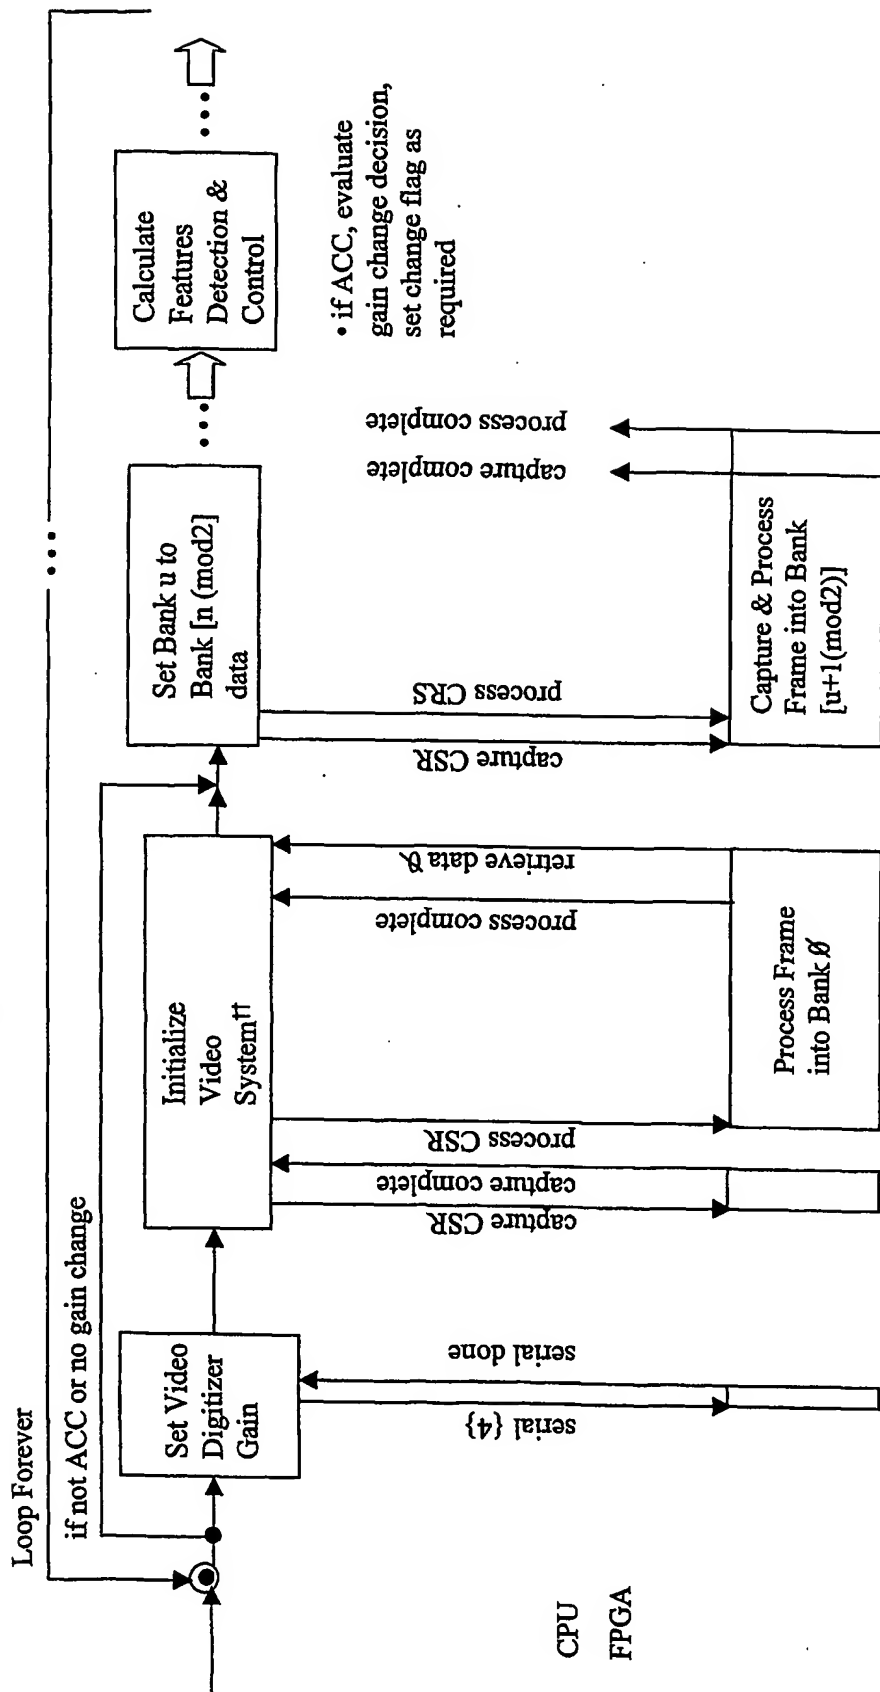 Loop Forever
if not ACC or no gain change
Set Video
Digitizer
Gain
Initialize
Video
System††
Set Bank u to
Bank [n (mod2]
data
Calculate
Features
Detection &
Control
• if ACC, evaluate
gain change decision,
set change flag as
required
serial {4}
serial done
capture CSR
capture complete
process CSR
process complete
retrieve data 0
capture CSR
process CRS
capture complete
process complete
CPU
FPGA
Process Frame
into Bank Ø
Capture & Process
Frame into Bank
[u+1(mod2)]